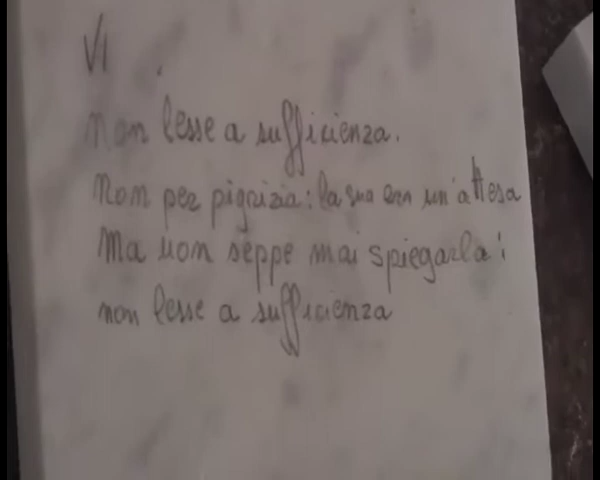 VI
Non lesse a sufficienza.
Non per pigrizia: la sua era un'attesa
Ma non seppe mai spiegarla:
non lesse a sufficienza